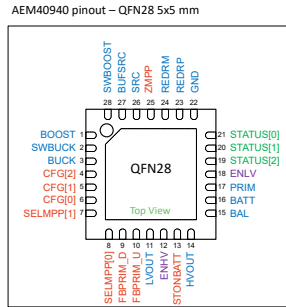 AEM40940 pinout – QFN28 5x5 mm
SWBOOST
BUFSRC
SRC
ZMPP
REDRM
REDRP
GND
28 27 26 25 24 23 22
BOOST 1
SWBUCK 2
BUCK 3
CFG[2] 4
CFG[1] 5
CFG[0] 6
SELMPP[1] 7
QFN28
Top View
21 STATUS[0]
20 STATUS[1]
19 STATUS[2]
18 ENLV
17 PRIM
16 BATT
15 BAL
8 9 10 11 12 13 14
SELMPP[0]
FBPRIM_D
FBPRIM_U
LVOUT
ENHV
STONBATT
HVOUT